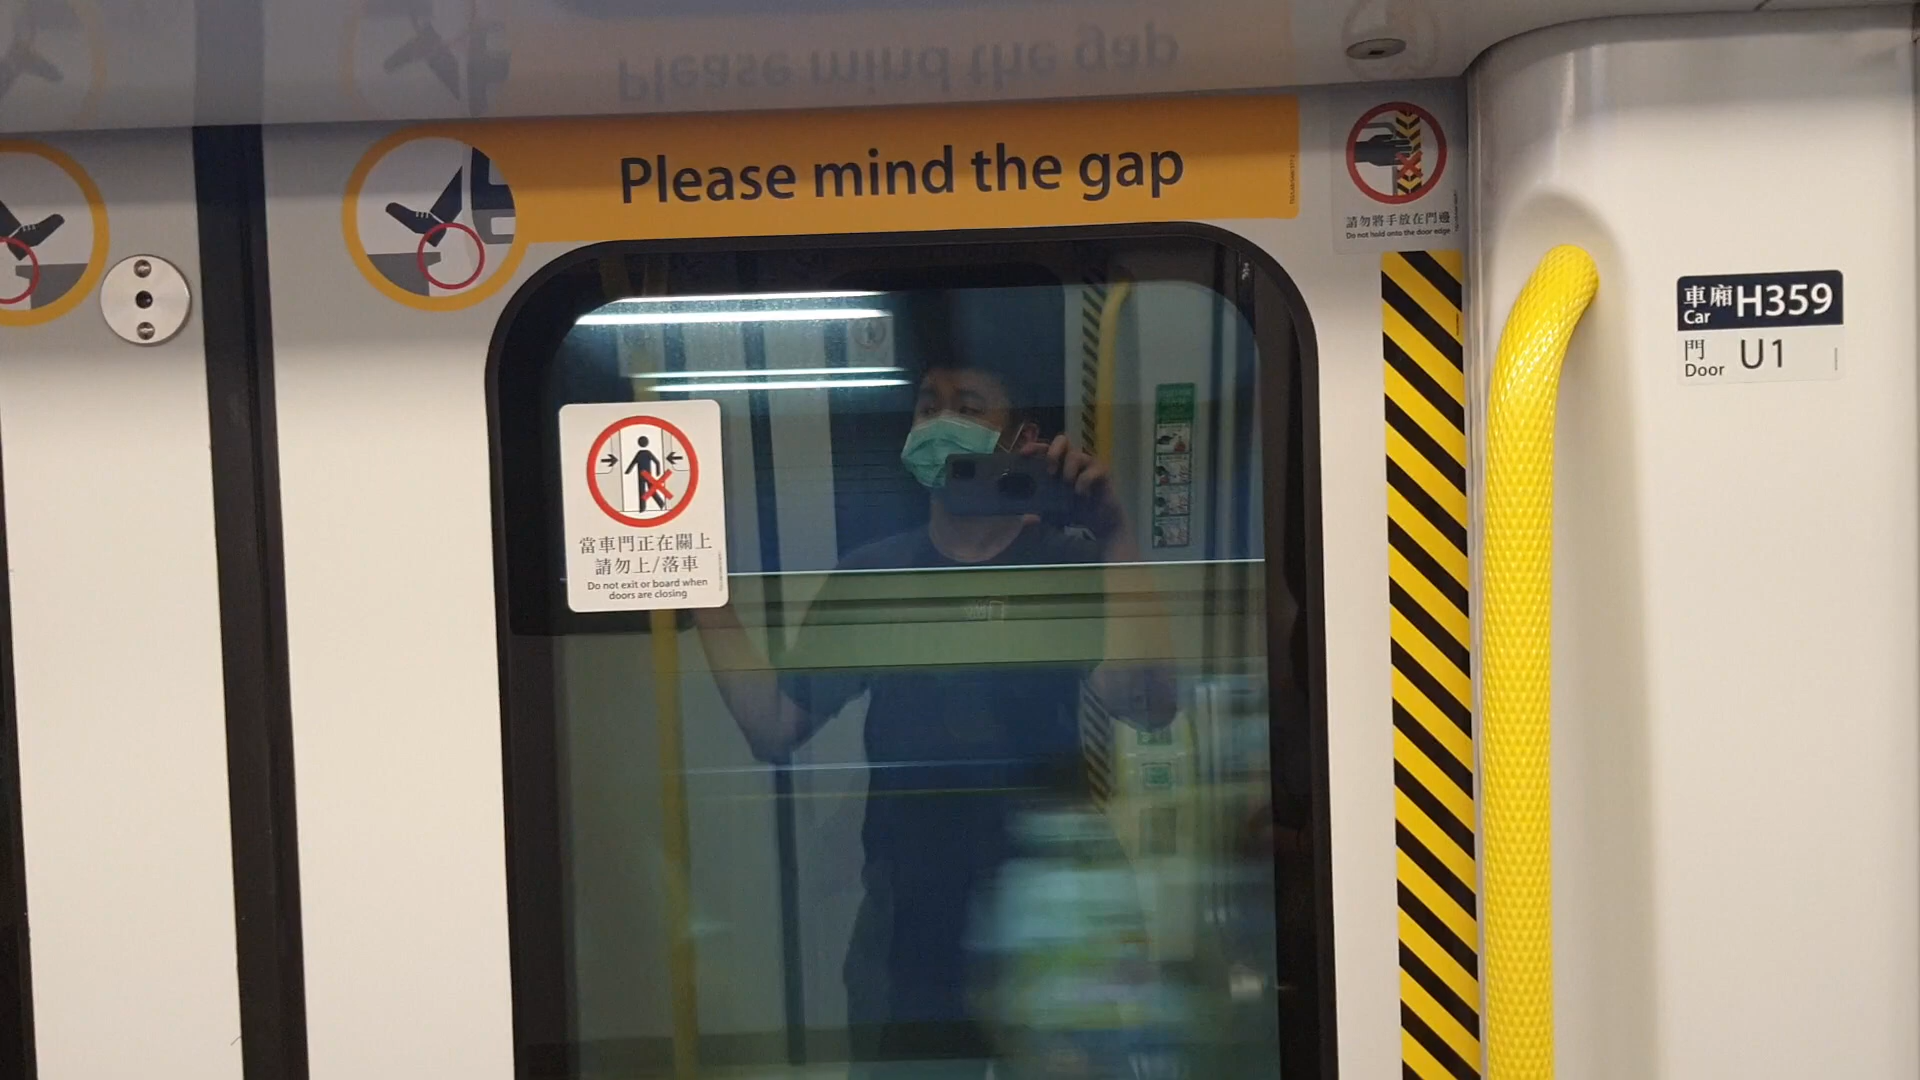 Please mind the gap
請勿將手放在門邊
Do not hold onto the door edge
車廂 H359
Car
門 U1
Door
當車門正在關上
請勿上/落車
Do not exit or board when
doors are closing